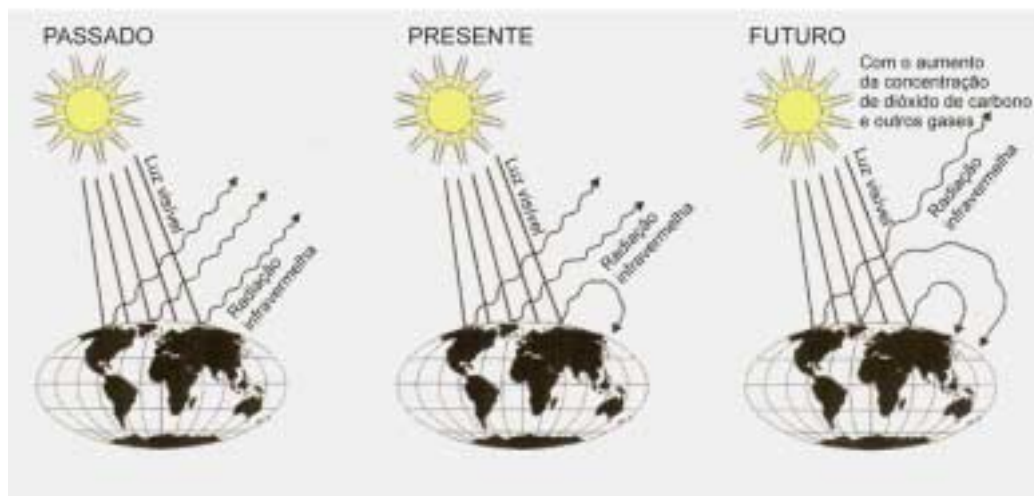 PASSADO
Luz visível
Radiação
infravermelha
PRESENTE
Luz visível
Radiação
infravermelha
FUTURO
Com o aumento
da concentração
de dióxido de carbono
e outros gases
Luz visível
Radiação
infravermelha